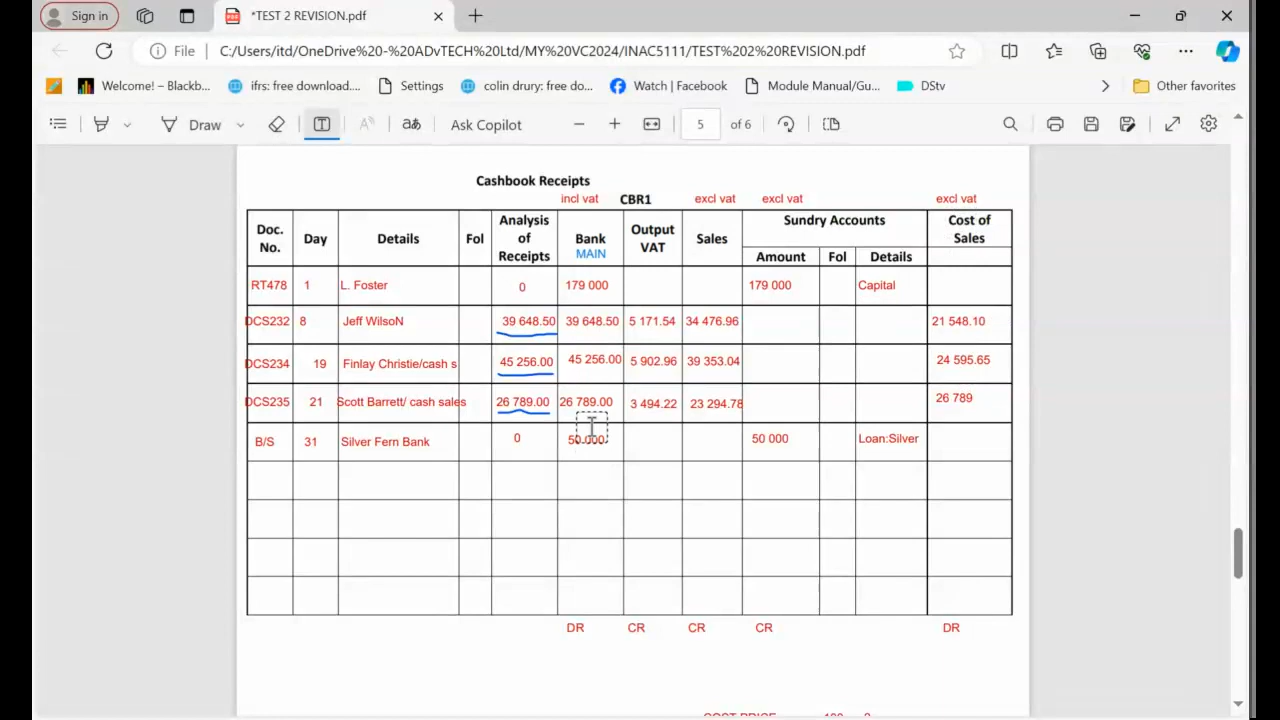 Sign in
*TEST 2 REVISION.pdf
File C:/Users/itd/OneDrive%20-%20ADvTECH%20Ltd/MY%20VC2024/INAC5111/TEST%202%20REVISION.pdf
Welcome! – Blackb... ifrs: free download.... Settings colin drury: free do... Watch | Facebook Module Manual/Gu... DStv Other favorites
Draw Ask Copilot 5 of 6
Cashbook Receipts
incl vat CBR1 excl vat excl vat excl vat
Doc. No. Day Details Fol Analysis of Receipts Bank MAIN Output VAT Sales Sundry Accounts Cost of Sales
Amount Fol Details
RT478 1 L. Foster 0 179 000 179 000 Capital
DCS232 8 Jeff WilsoN 39 648.50 39 648.50 5 171.54 34 476.96 21 548.10
DCS234 19 Finlay Christie/cash s 45 256.00 45 256.00 5 902.96 39 353.04 24 595.65
DCS235 21 Scott Barrett/ cash sales 26 789.00 26 789.00 3 494.22 23 294.78 26 789
B/S 31 Silver Fern Bank 0 50 000 50 000 Loan:Silver
DR CR CR CR DR